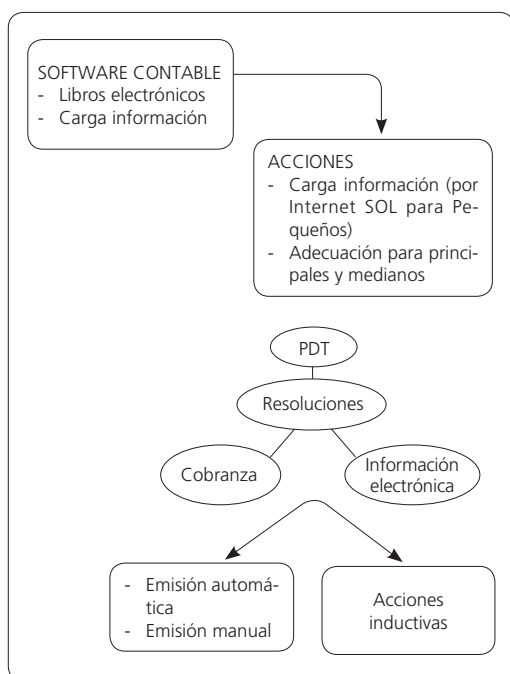 SOFTWARE CONTABLE
- Libros electrónicos
- Carga información
ACCIONES
- Carga información (por
Internet SOL para Pe-
queños)
- Adecuación para princi-
pales y medianos
PDT
Resoluciones
Cobranza
Información
electrónica
- Emisión automá-
tica
- Emisión manual
Acciones
inductivas